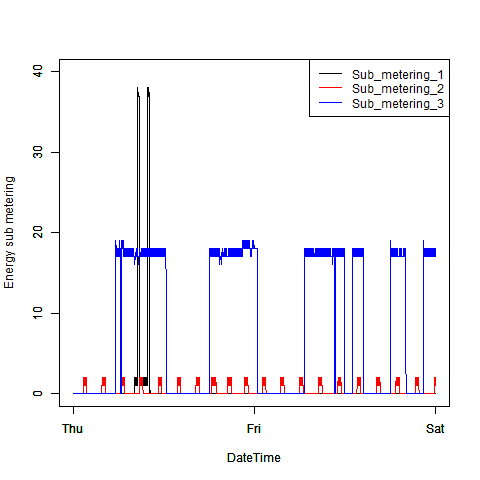 Sub_metering_1
Sub_metering_2
Sub_metering_3
Energy sub metering
40
30
20
10
0
Thu
Fri
Sat
DateTime